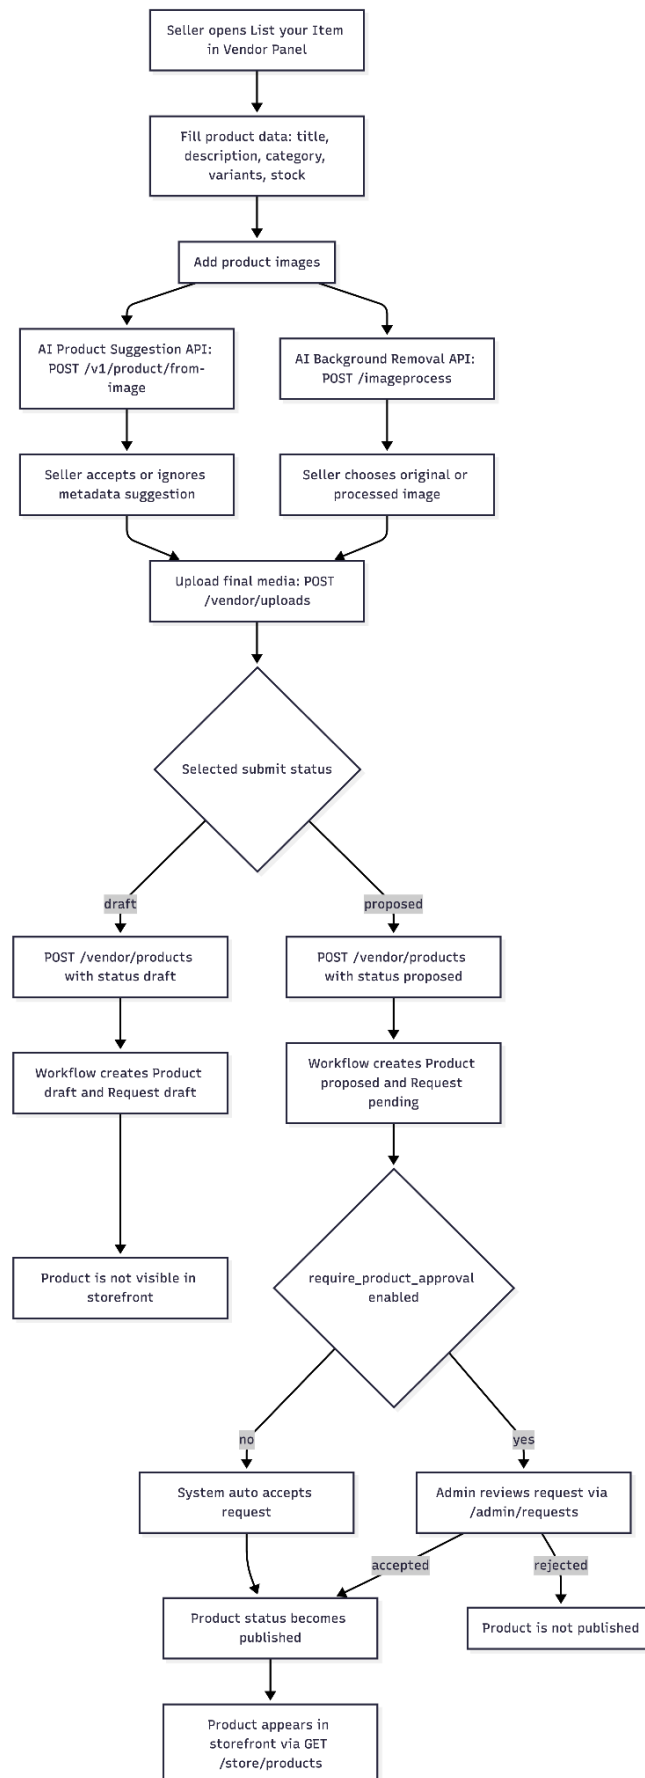 Seller opens List your Item
in Vendor Panel
Fill product data: title,
description, category,
variants, stock
Add product images
AI Product Suggestion API:
POST /v1/product/from-
image
AI Background Removal API:
POST /imageprocess
Seller accepts or ignores
metadata suggestion
Seller chooses original or
processed image
Upload final media: POST
/vendor/uploads
Selected submit status
draft
proposed
POST /vendor/products
with status draft
POST /vendor/products
with status proposed
Workflow creates Product
draft and Request draft
Workflow creates Product
proposed and Request
pending
Product is not visible in
storefront
require_product_approval
enabled
no
yes
System auto accepts
request
Admin reviews request via
/admin/requests
accepted
rejected
Product status becomes
published
Product is not published
Product appears in
storefront via GET
/store/products